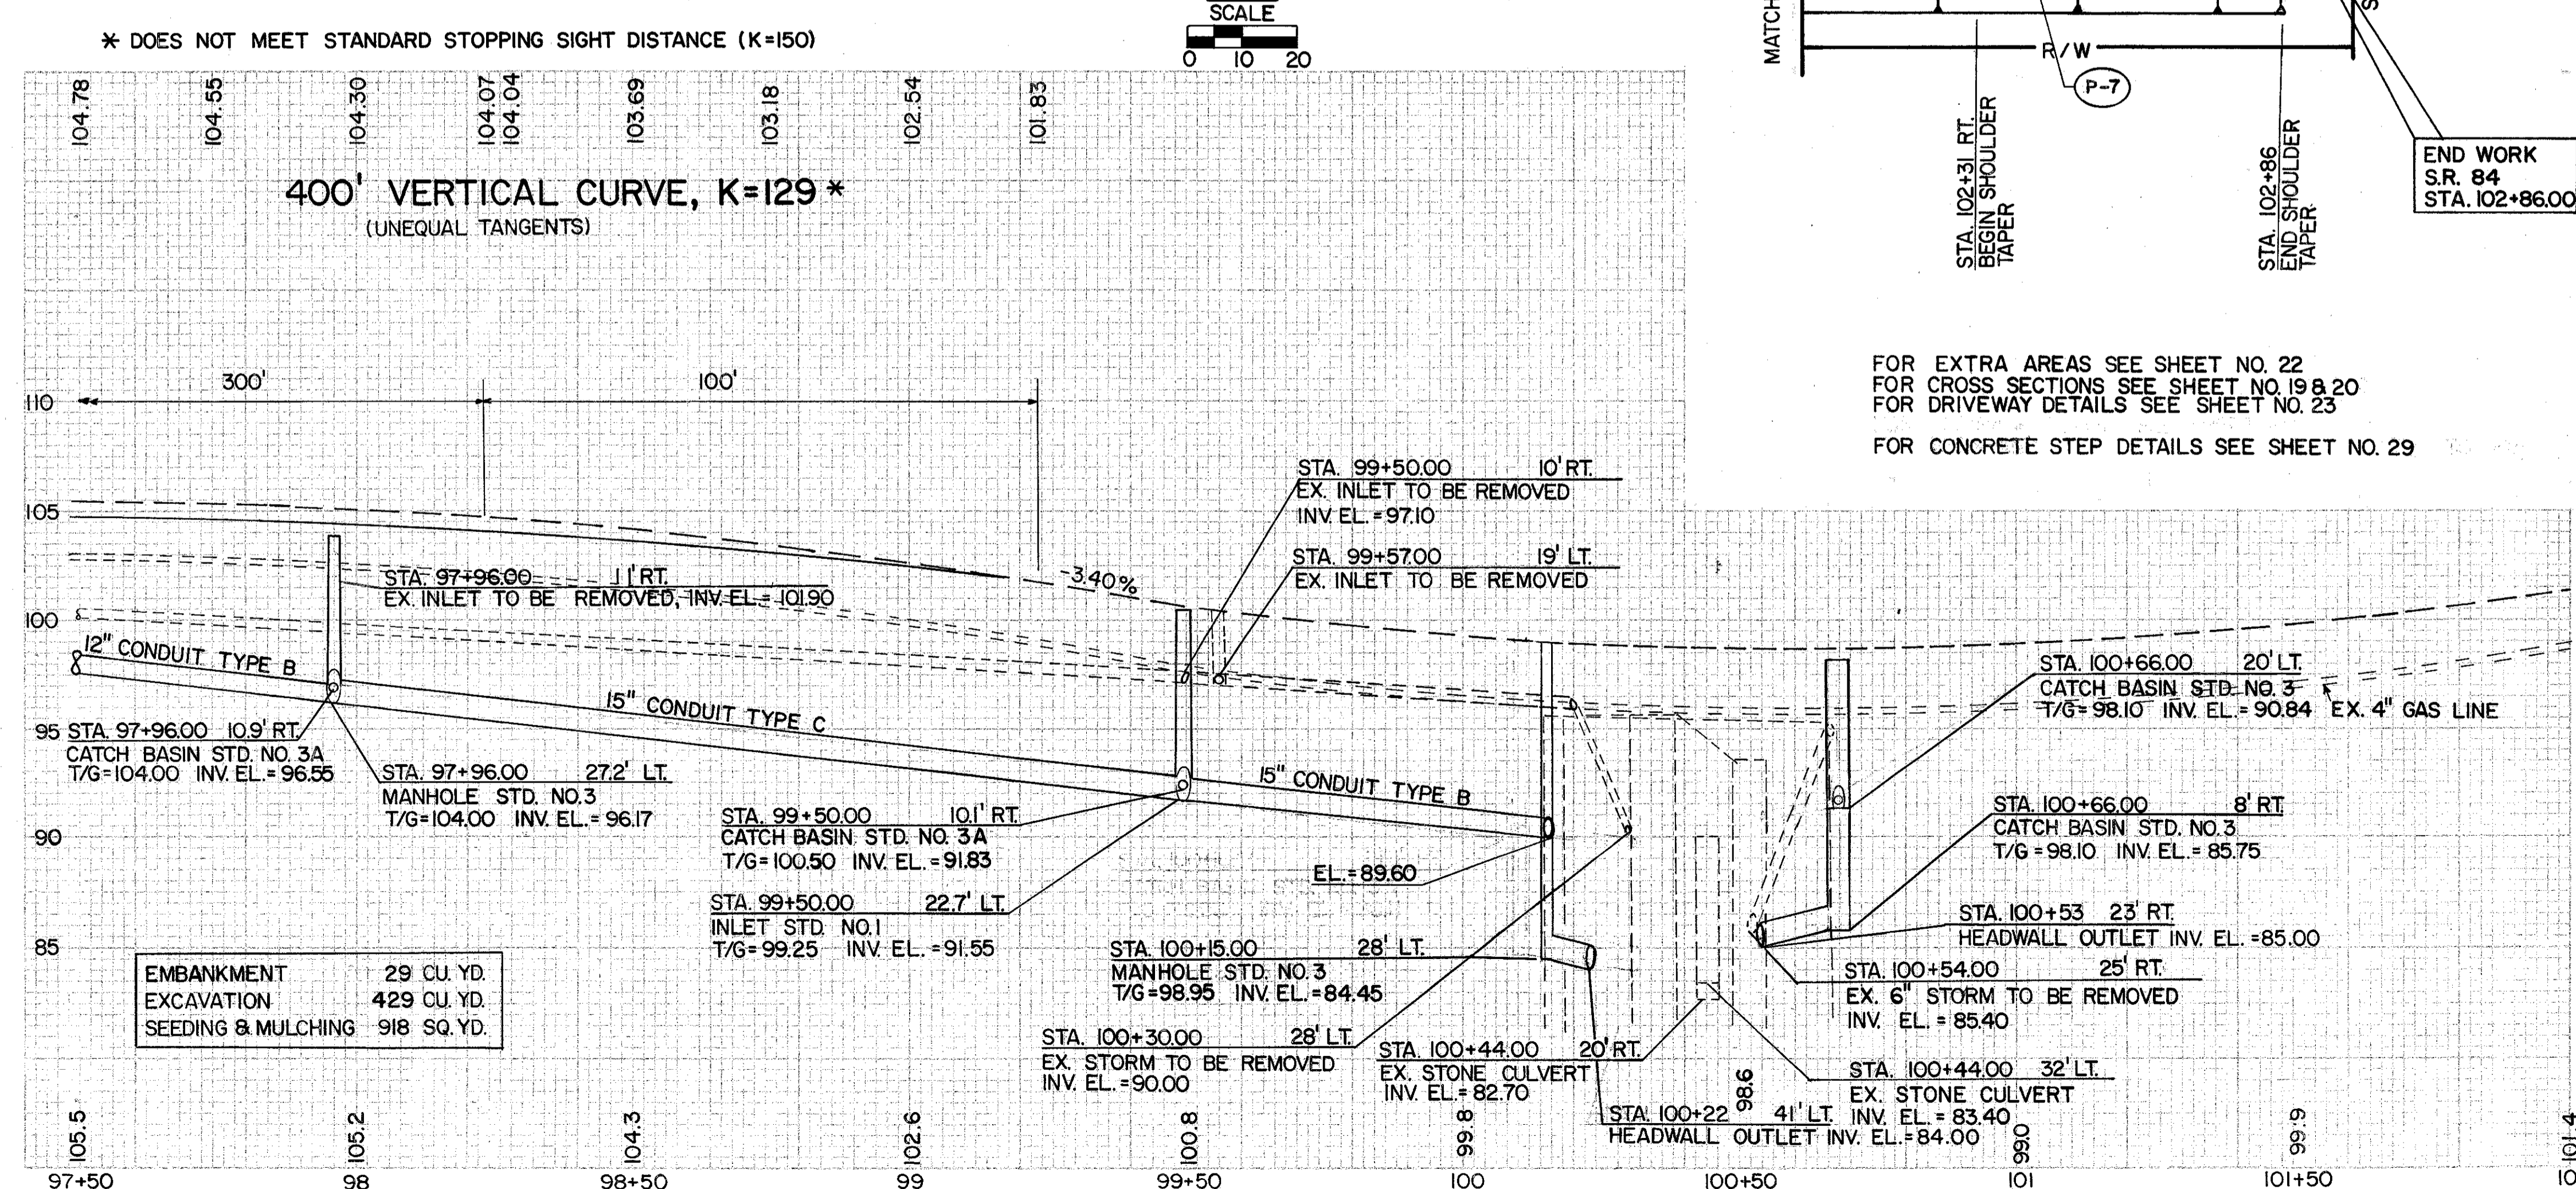 SCALE
0 10 20
* DOES NOT MEET STANDARD STOPPING SIGHT DISTANCE (K=150)
104.78
104.55
104.30
104.07
104.04
103.69
103.18
102.54
101.83
400' VERTICAL CURVE, K=129 *
(UNEQUAL TANGENTS)
300'
100'
MATCH
R/W
P-7
STA. 102+31 RT.
BEGIN SHOULDER
TAPER
STA. 102+86
END SHOULDER
TAPER
END WORK
S.R. 84
STA. 102+86.00
FOR EXTRA AREAS SEE SHEET NO. 22
FOR CROSS SECTIONS SEE SHEET NO. 19 & 20
FOR DRIVEWAY DETAILS SEE SHEET NO. 23
FOR CONCRETE STEP DETAILS SEE SHEET NO. 29
110
105
100
95
90
85
STA. 99+50.00 10' RT.
EX. INLET TO BE REMOVED
INV. EL. = 97.10
STA. 99+57.00 19' LT.
EX. INLET TO BE REMOVED
-3.40%
STA. 97+96.00 11' RT.
EX. INLET TO BE REMOVED, INV. EL. = 101.90
12" CONDUIT TYPE B
15" CONDUIT TYPE C
15" CONDUIT TYPE B
STA. 97+96.00 10.9' RT.
CATCH BASIN STD. NO. 3A
T/G=104.00 INV. EL. = 96.55
STA. 97+96.00 27.2' LT.
MANHOLE STD. NO.3
T/G=104.00 INV. EL. = 96.17
STA. 99+50.00 10.1' RT.
CATCH BASIN STD. NO. 3A
T/G=100.50 INV. EL. = 91.83
STA. 99+50.00 22.7' LT.
INLET STD. NO.1
T/G=99.25 INV. EL. = 91.55
EL. = 89.60
STA. 100+15.00 28' LT.
MANHOLE STD. NO. 3
T/G=98.95 INV. EL.=84.45
STA. 100+30.00 28' LT.
EX. STORM TO BE REMOVED
INV. EL. = 90.00
STA. 100+44.00 20' RT.
EX. STONE CULVERT
INV. EL. = 82.70
STA. 100+22 41' LT.
HEADWALL OUTLET INV. EL.=84.00
STA. 100+66.00 20' LT.
CATCH BASIN STD. NO. 3
T/G= 98.10 INV. EL. = 90.84
EX. 4" GAS LINE
STA. 100+66.00 8' RT.
CATCH BASIN STD. NO.3
T/G = 98.10 INV. EL. = 85.75
STA. 100+53 23' RT.
HEADWALL OUTLET INV. EL. =85.00
STA. 100+54.00 25' RT.
EX. 6" STORM TO BE REMOVED
INV. EL. = 85.40
STA. 100+44.00 32' LT.
EX. STONE CULVERT
INV. EL. = 83.40
EMBANKMENT 29 CU. YD.
EXCAVATION 429 CU. YD.
SEEDING & MULCHING 918 SQ. YD.
105.5
105.2
104.3
102.6
100.8
99.8
98.6
99.0
99.9
101.4
97+50 98 98+50 99 99+50 100 100+50 101 101+50